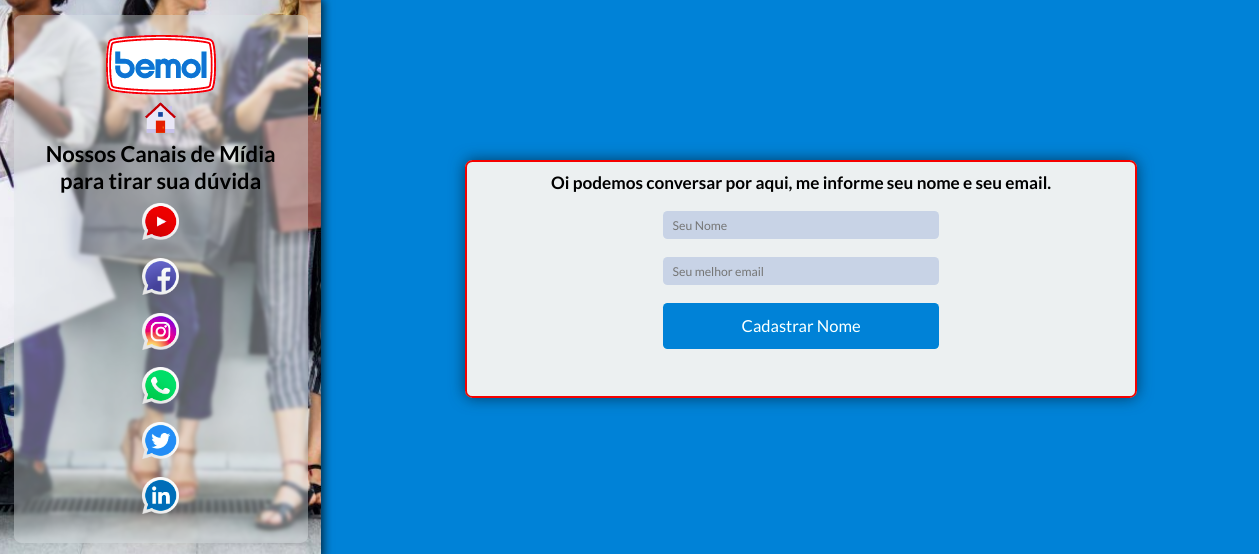 bemol
Nossos Canais de Mídia
para tirar sua dúvida
in
Oi podemos conversar por aqui, me informe seu nome e seu email.
Seu Nome
Seu melhor email
Cadastrar Nome